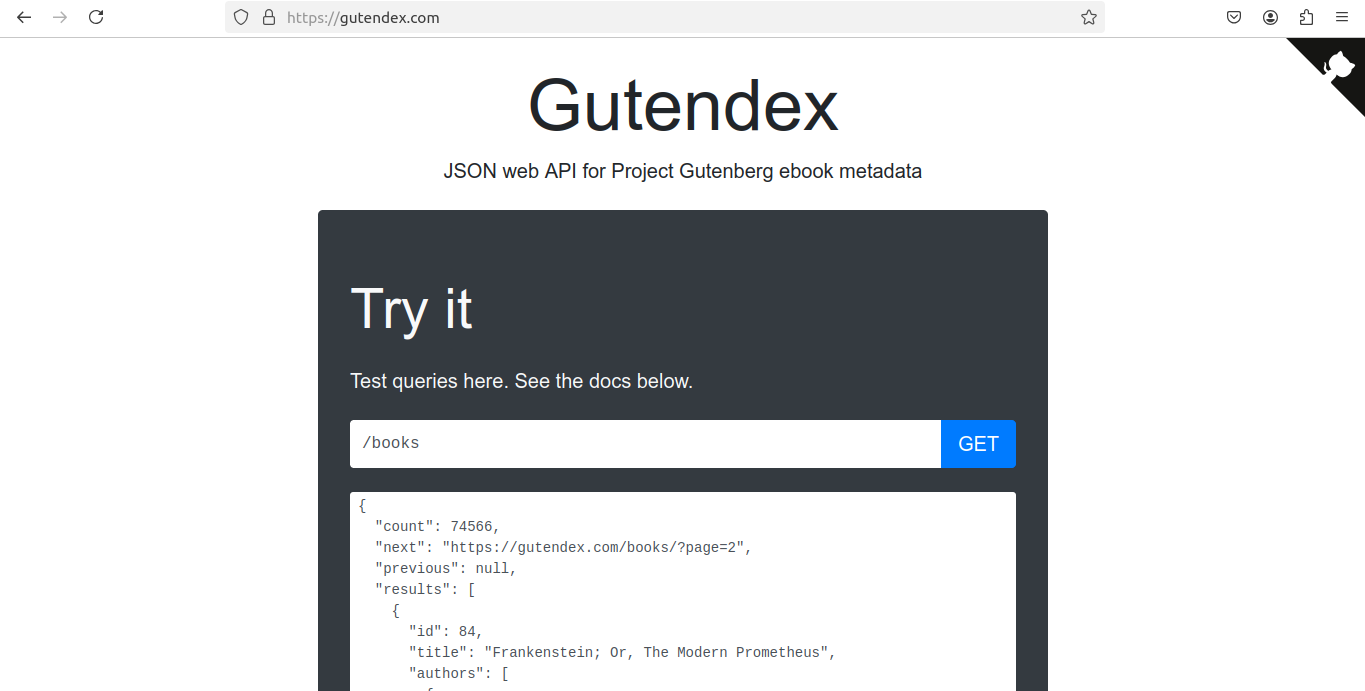 https://gutendex.com
Gutendex
JSON web API for Project Gutenberg ebook metadata
Try it
Test queries here. See the docs below.
/books
GET
{
"count": 74566,
"next": "https://gutendex.com/books/?page=2",
"previous": null,
"results": [
{
"id": 84,
"title": "Frankenstein; Or, The Modern Prometheus",
"authors": [
{